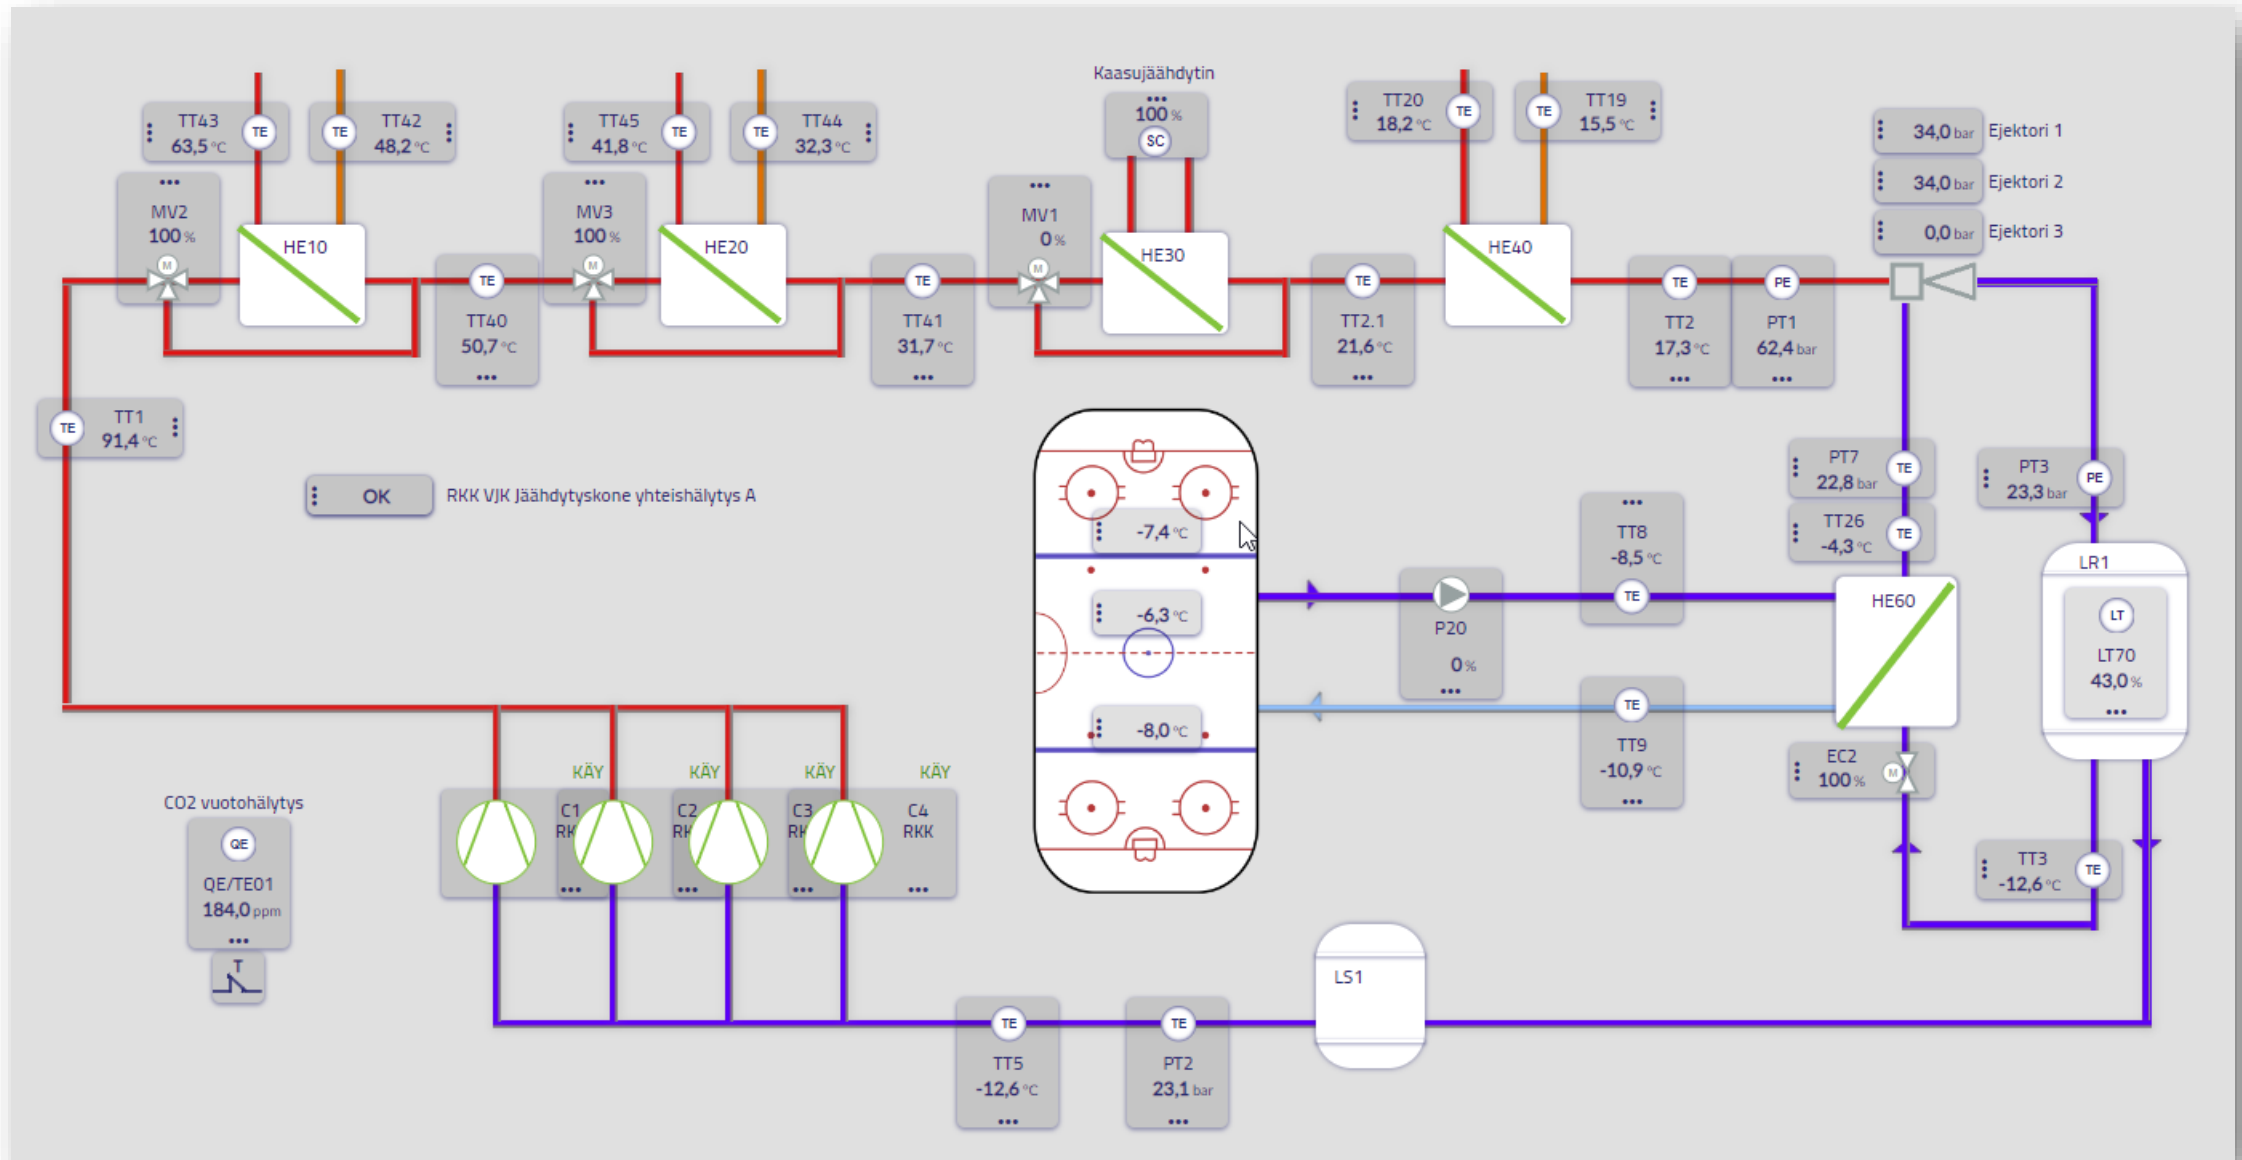 Kaasujäähdytin
100 %
SC
TT43
63,5 °C
TE
TE
TT42
48,2 °C
TT45
41,8 °C
TE
TE
TT44
32,3 °C
TT20
18,2 °C
TE
TE
TT19
15,5 °C
34,0 bar Ejektori 1
34,0 bar Ejektori 2
0,0 bar Ejektori 3
MV2
100 %
M
HE10
TE
TT40
50,7 °C
MV3
100 %
M
HE20
TE
TT41
31,7 °C
MV1
0 %
M
HE30
TE
TT2.1
21,6 °C
HE40
TE
TT2
17,3 °C
PE
PT1
62,4 bar
TE
TT1
91,4 °C
OK RKK VJK Jäähdytyskone yhteishälytys A
-7,4 °C
-6,3 °C
-8,0 °C
P20
0 %
TT8
-8,5 °C
TE
TE
TT9
-10,9 °C
PT7
22,8 bar
TE
TT26
-4,3 °C
TE
HE60
EC2
100 %
M
PT3
23,3 bar
PE
LR1
LT
LT70
43,0 %
TT3
-12,6 °C
TE
KÄY KÄY KÄY KÄY
C1 C2 C3 C4
RK RK RK RKK
CO2 vuotohälytys
QE
QE/TE01
184,0 ppm
T
LS1
TE
TT5
-12,6 °C
TE
PT2
23,1 bar